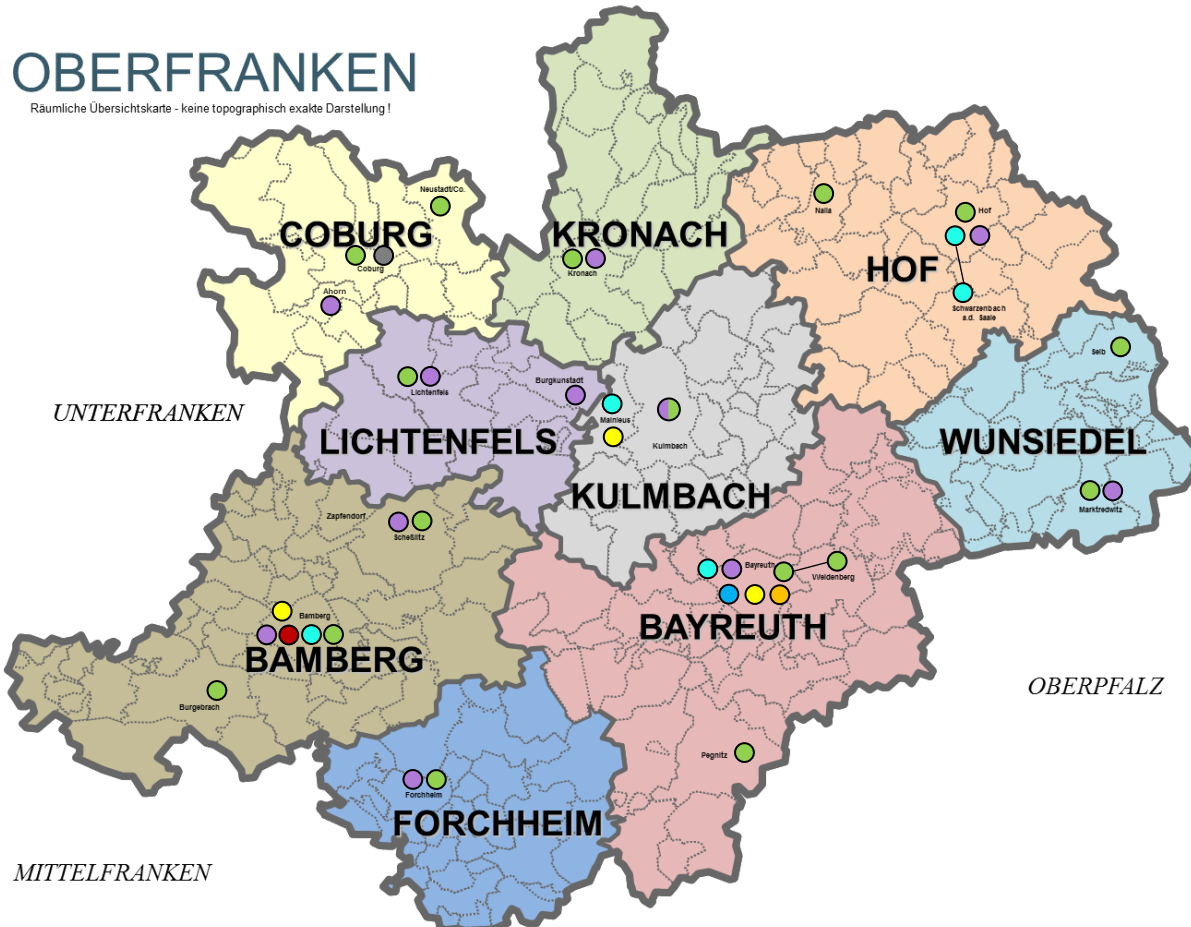 OBERFRANKEN
Räumliche Übersichtskarte - keine topographisch exakte Darstellung !
Neustadt/Co.
COBURG
Coburg
Ahorn
KRONACH
Kronach
Naila
Hof
HOF
Schwarzenbach
a.d. Saale
Selb
UNTERFRANKEN
Lichtenfels
Burgkunstadt
LICHTENFELS
Mainleus
Kulmbach
KULMBACH
WUNSIEDEL
Marktredwitz
Zapfendorf
Scheßlitz
Bayreuth
Weidenberg
BAYREUTH
Bamberg
BAMBERG
Burgebrach
OBERPFALZ
Pegnitz
Forchheim
FORCHHEIM
MITTELFRANKEN